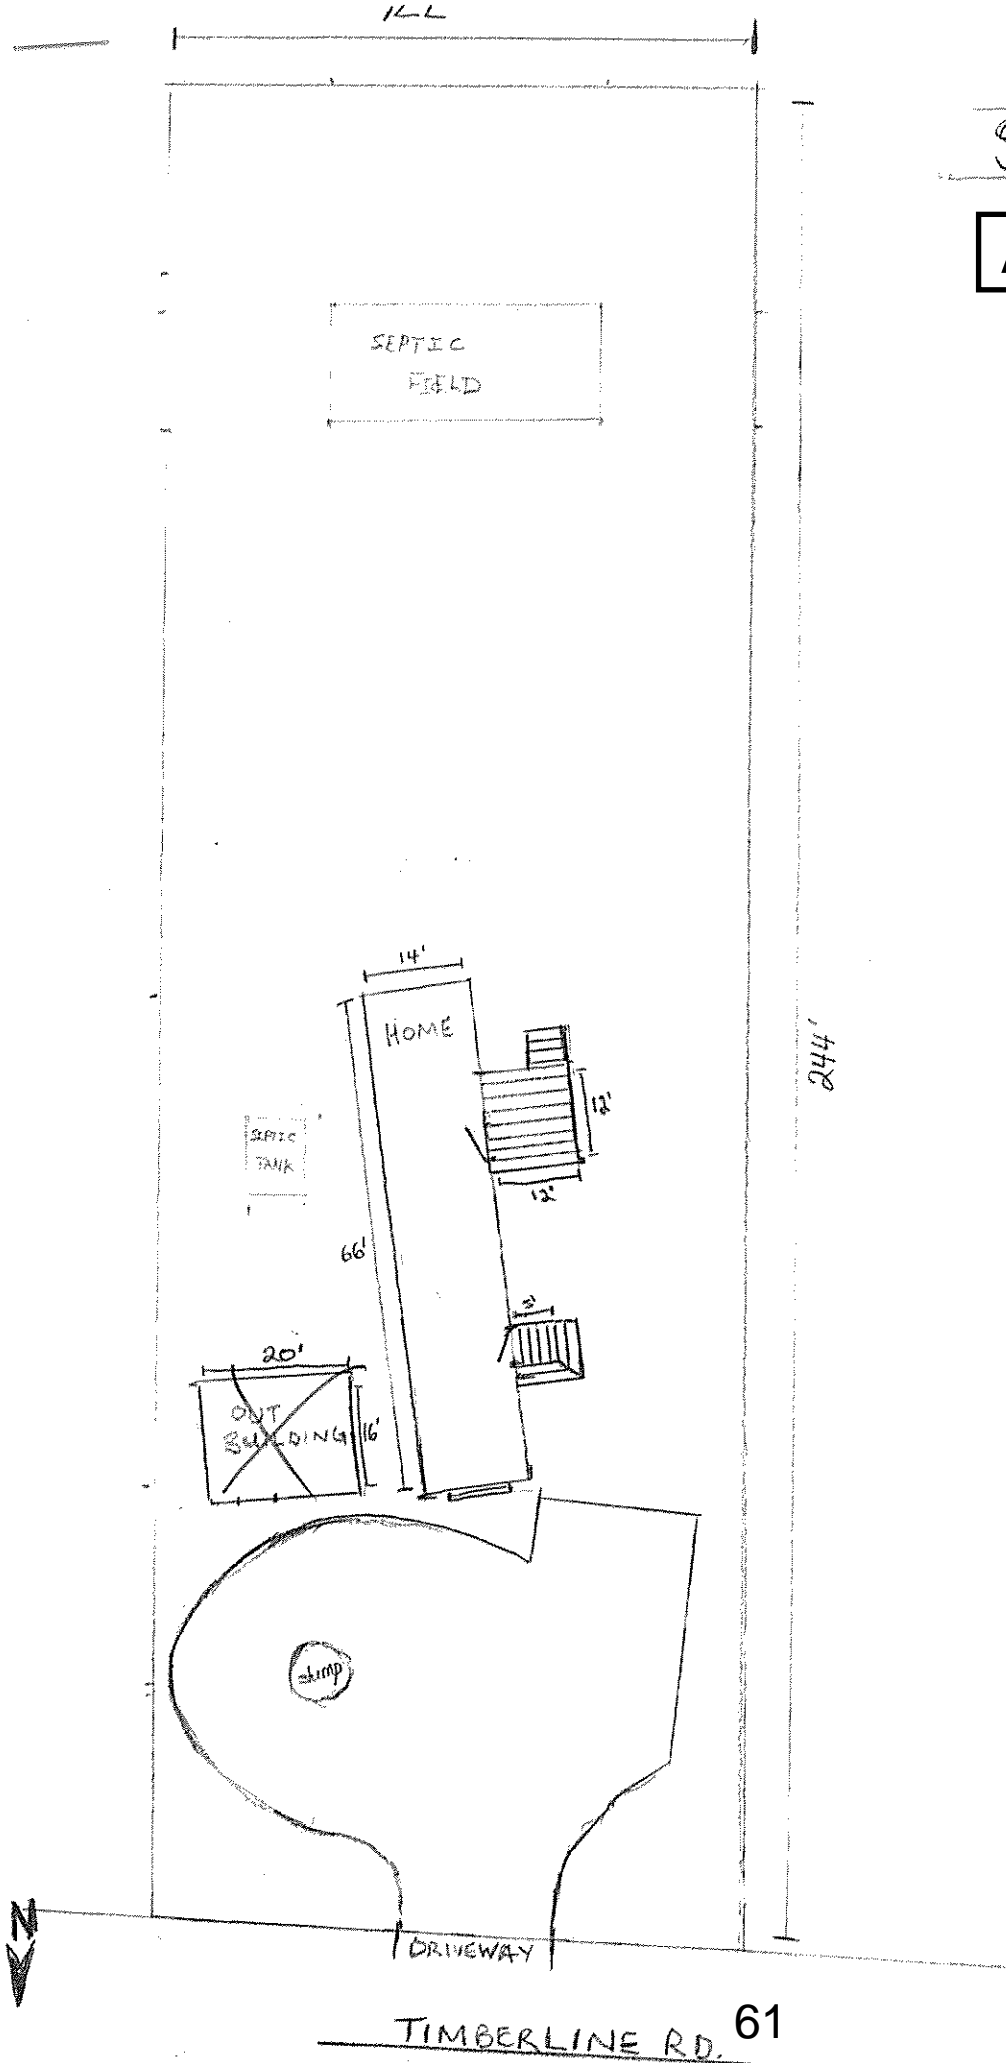 SEPTIC
FIELD
14'
HOME
244'
12'
SEPTIC
TANK
12'
66'
20'
OUT
BUILDING
16'
stump
N
DRIVEWAY
TIMBERLINE RD.
61